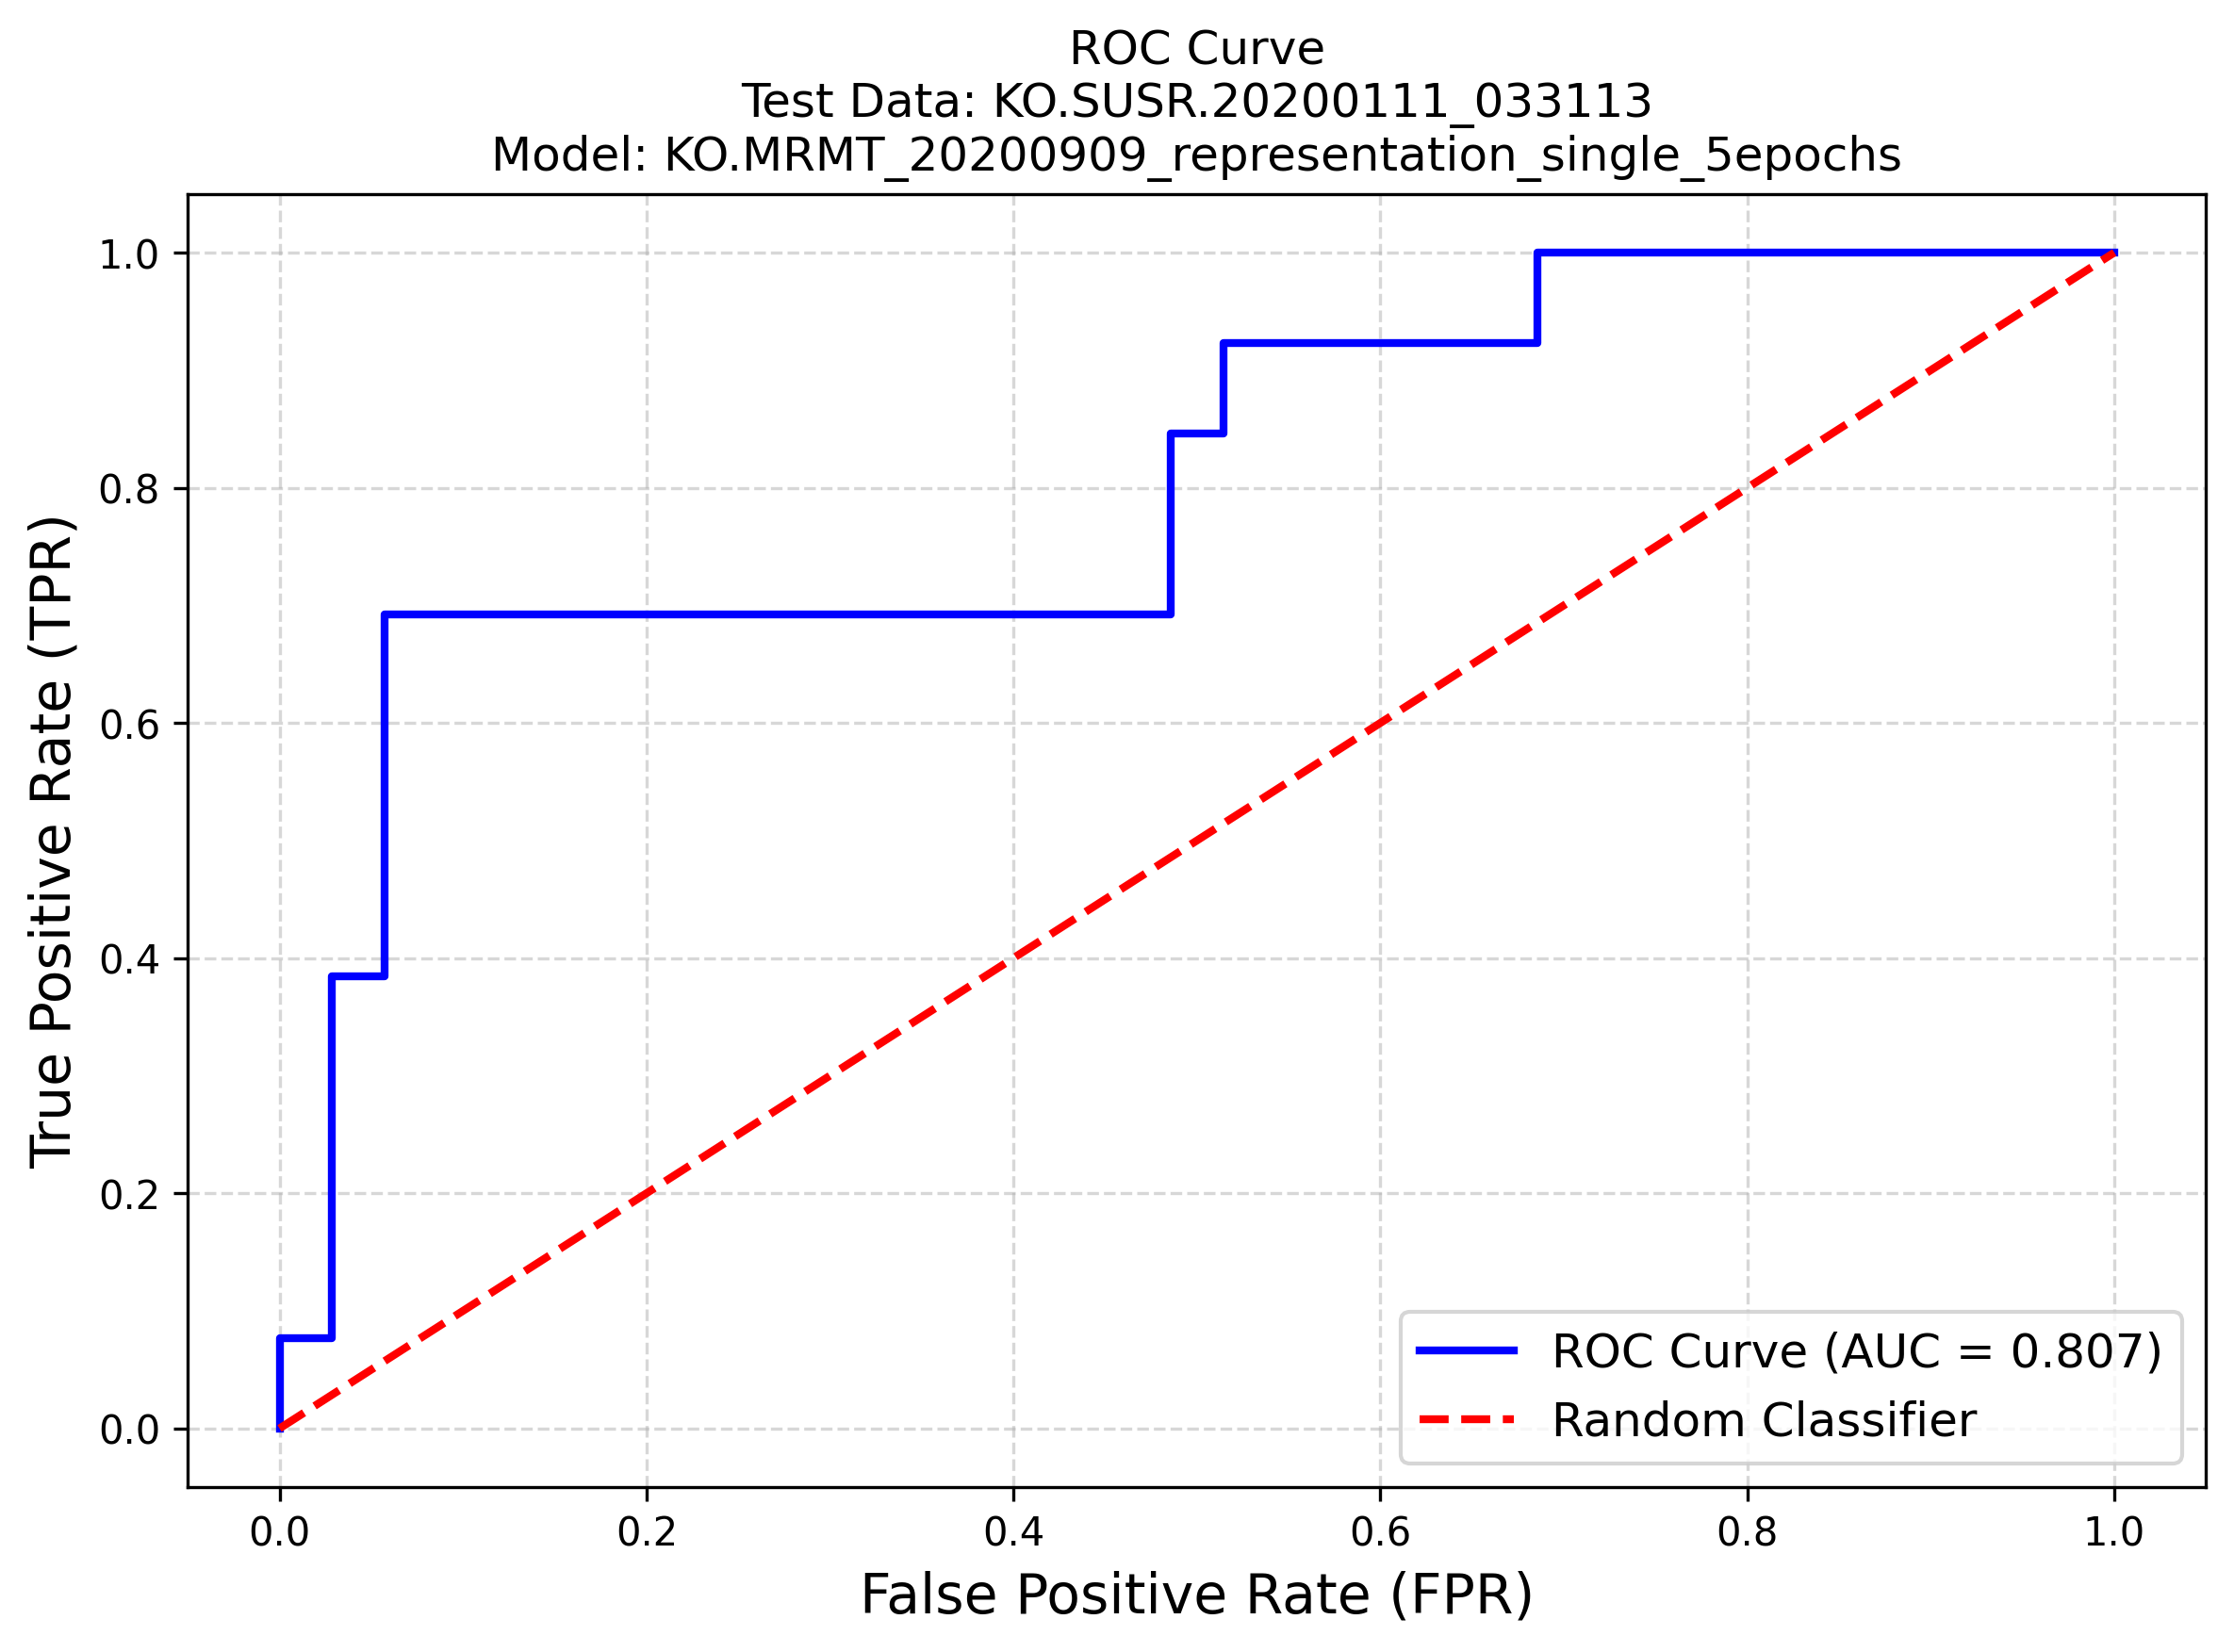 ROC Curve
Test Data: KO.SUSR.20200111_033113
Model: KO.MRMT_20200909_representation_single_5epochs
True Positive Rate (TPR)
1.0
0.8
0.6
0.4
0.2
0.0
ROC Curve (AUC = 0.807)
Random Classifier
0.0 0.2 0.4 0.6 0.8 1.0
False Positive Rate (FPR)